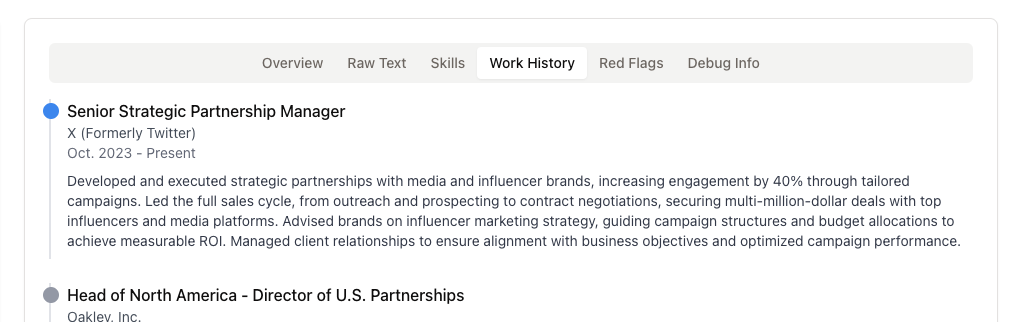 Overview Raw Text Skills Work History Red Flags Debug Info
Senior Strategic Partnership Manager
X (Formerly Twitter)
Oct. 2023 - Present
Developed and executed strategic partnerships with media and influencer brands, increasing engagement by 40% through tailored
campaigns. Led the full sales cycle, from outreach and prospecting to contract negotiations, securing multi-million-dollar deals with top
influencers and media platforms. Advised brands on influencer marketing strategy, guiding campaign structures and budget allocations to
achieve measurable ROI. Managed client relationships to ensure alignment with business objectives and optimized campaign performance.
Head of North America - Director of U.S. Partnerships
Oakley, Inc.